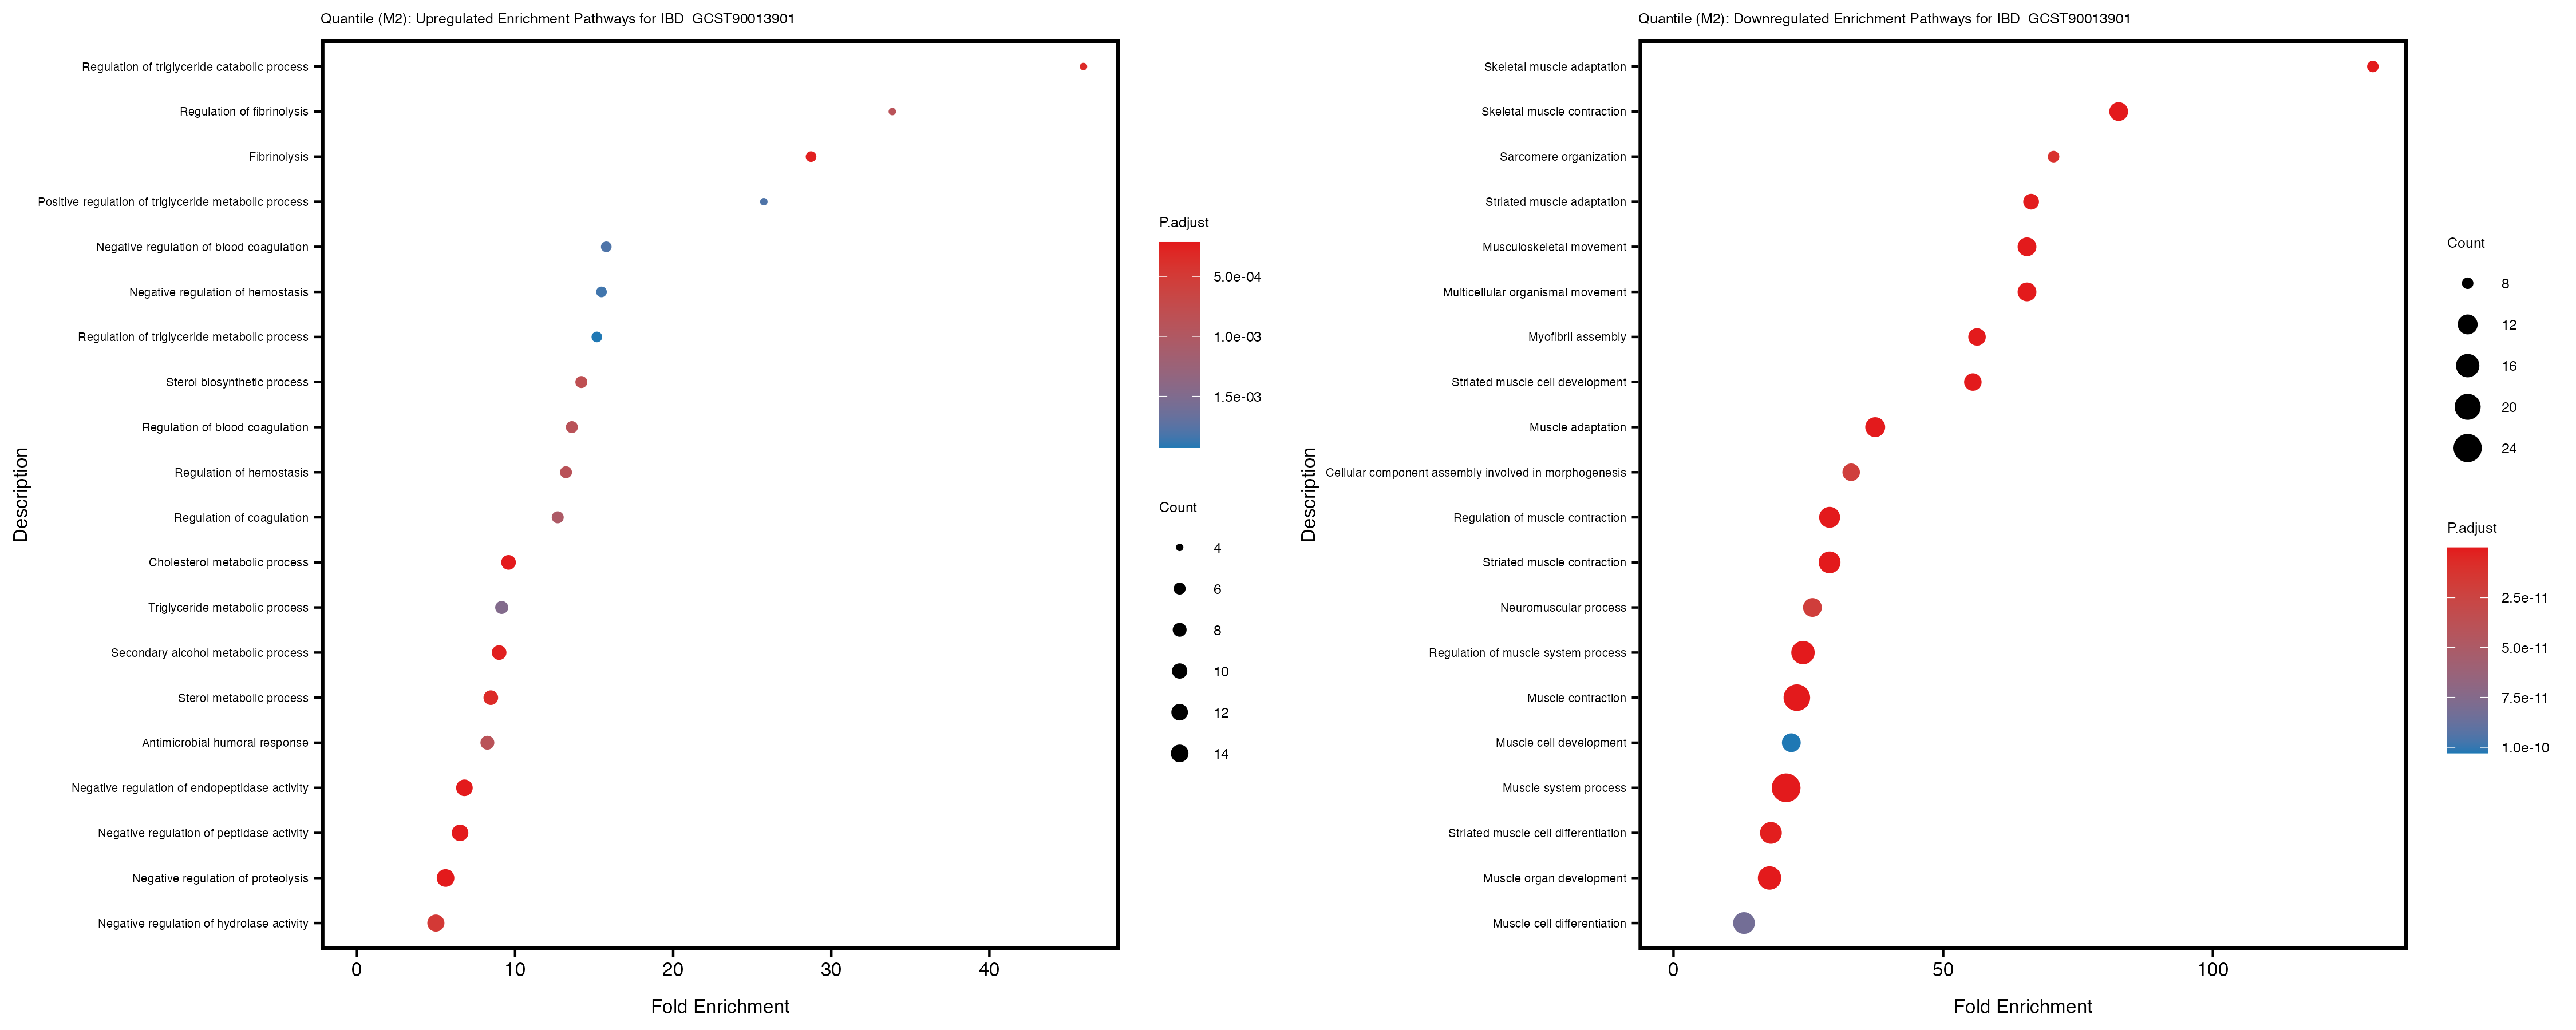 Quantile (M2): Upregulated Enrichment Pathways for IBD_GCST90013901
Description
Regulation of triglyceride catabolic process
Regulation of fibrinolysis
Fibrinolysis
Positive regulation of triglyceride metabolic process
Negative regulation of blood coagulation
Negative regulation of hemostasis
Regulation of triglyceride metabolic process
Sterol biosynthetic process
Regulation of blood coagulation
Regulation of hemostasis
Regulation of coagulation
Cholesterol metabolic process
Triglyceride metabolic process
Secondary alcohol metabolic process
Sterol metabolic process
Antimicrobial humoral response
Negative regulation of endopeptidase activity
Negative regulation of peptidase activity
Negative regulation of proteolysis
Negative regulation of hydrolase activity
0 10 20 30 40
Fold Enrichment
P.adjust
5.0e-04
1.0e-03
1.5e-03
Count
4
6
8
10
12
14
Quantile (M2): Downregulated Enrichment Pathways for IBD_GCST90013901
Description
Skeletal muscle adaptation
Skeletal muscle contraction
Sarcomere organization
Striated muscle adaptation
Musculoskeletal movement
Multicellular organismal movement
Myofibril assembly
Striated muscle cell development
Muscle adaptation
Cellular component assembly involved in morphogenesis
Regulation of muscle contraction
Striated muscle contraction
Neuromuscular process
Regulation of muscle system process
Muscle contraction
Muscle cell development
Muscle system process
Striated muscle cell differentiation
Muscle organ development
Muscle cell differentiation
0 50 100
Fold Enrichment
Count
8
12
16
20
24
P.adjust
2.5e-11
5.0e-11
7.5e-11
1.0e-10